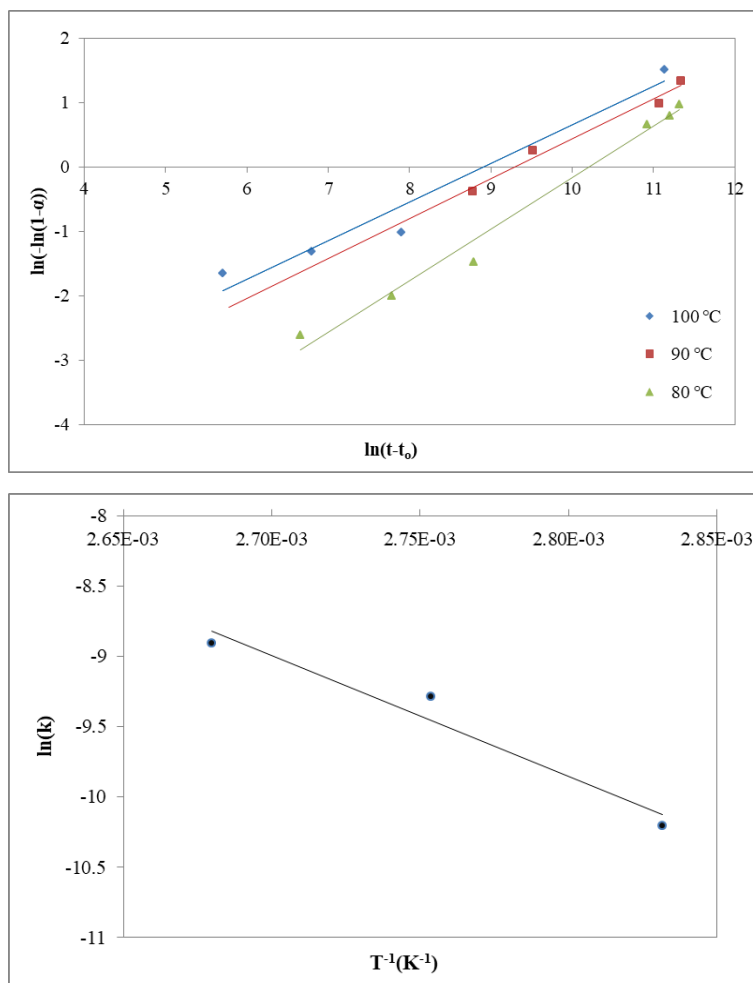 2
1
0
-1
-2
-3
-4
4 5 6 7 8 9 10 11 12
ln(-ln(1-α))
ln(t-to)
100 °C
90 °C
80 °C
-8
-8.5
-9
-9.5
-10
-10.5
-11
2.65E-03 2.70E-03 2.75E-03 2.80E-03 2.85E-03
ln(k)
T-1(K-1)